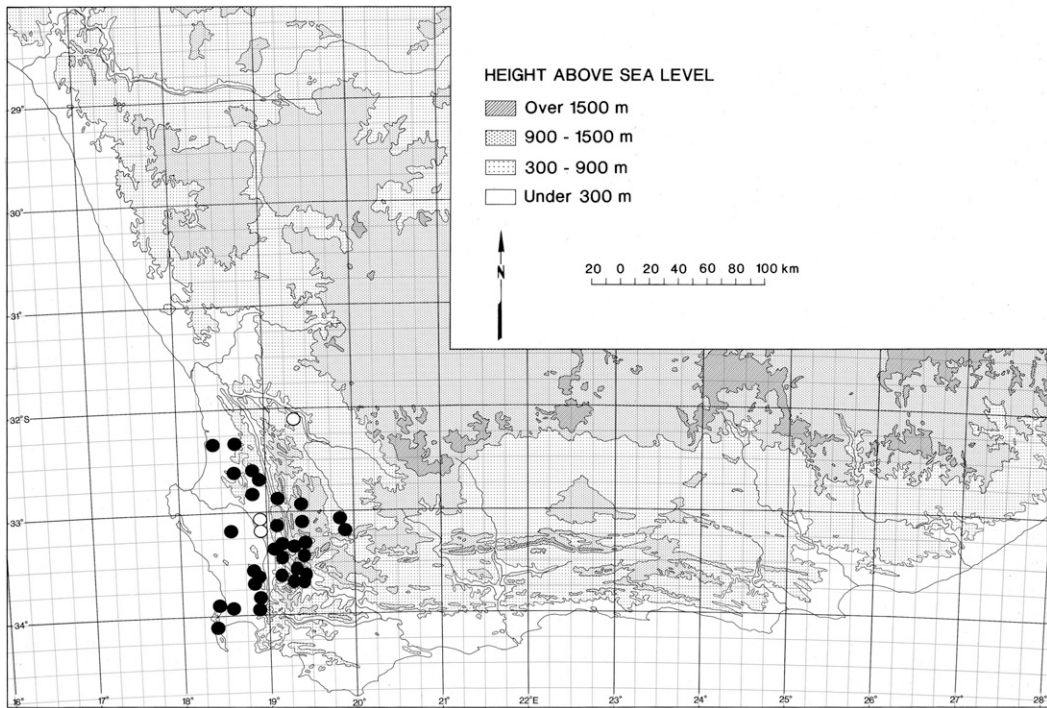 HEIGHT ABOVE SEA LEVEL
Over 1500 m
900 - 1500 m
300 - 900 m
Under 300 m
N
20 0 20 40 60 80 100 km
29°
30°
31°
32°S
33°
34°
16° 17° 18° 19° 20° 21° 22°E 23° 24° 25° 26° 27° 28°